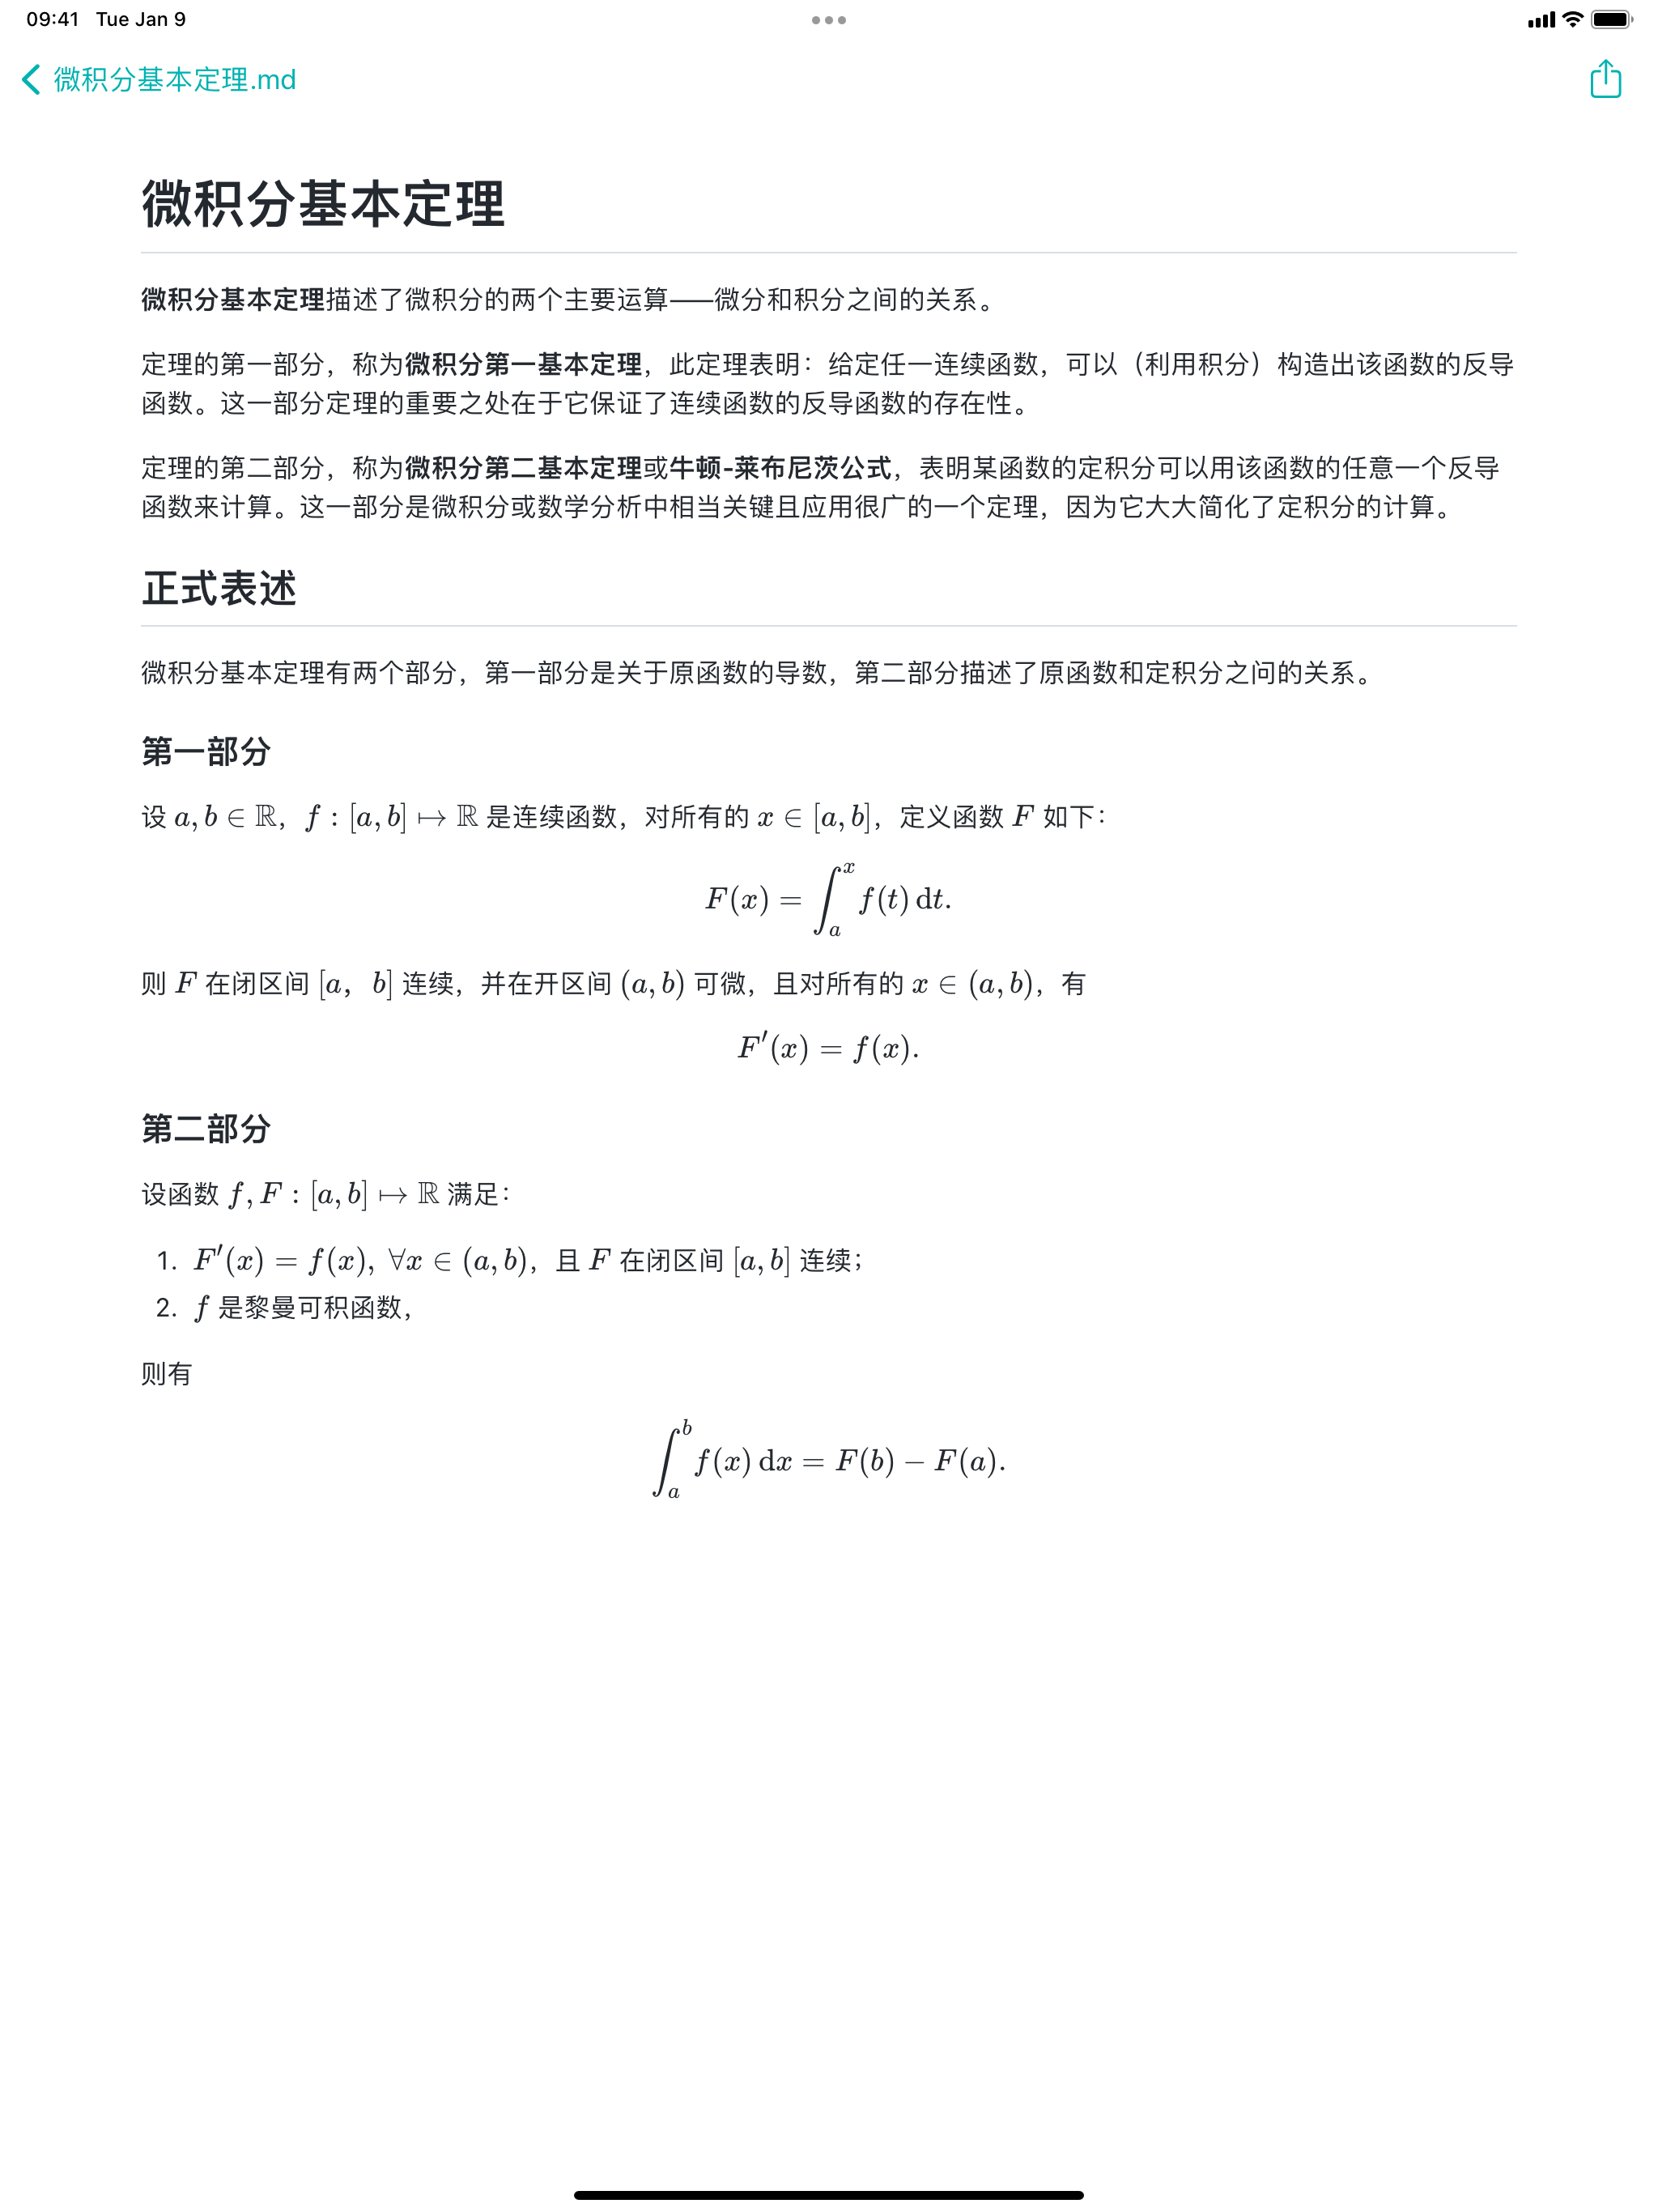 09:41 Tue Jan 9
微积分基本定理.md
微积分基本定理
微积分基本定理描述了微积分的两个主要运算——微分和积分之间的关系。
定理的第一部分，称为微积分第一基本定理，此定理表明：给定任一连续函数，可以（利用积分）构造出该函数的反导
函数。这一部分定理的重要之处在于它保证了连续函数的反导函数的存在性。
定理的第二部分，称为微积分第二基本定理或牛顿-莱布尼茨公式，表明某函数的定积分可以用该函数的任意一个反导
函数来计算。这一部分是微积分或数学分析中相当关键且应用很广的一个定理，因为它大大简化了定积分的计算。
正式表述
微积分基本定理有两个部分，第一部分是关于原函数的导数，第二部分描述了原函数和定积分之问的关系。
第一部分
设 a, b ∈ ℝ，f : [a, b] ↦ ℝ 是连续函数，对所有的 x ∈ [a, b]，定义函数 F 如下：
F(x) = ∫_a^x f(t) dt.
则 F 在闭区间 [a，b] 连续，并在开区间 (a, b) 可微，且对所有的 x ∈ (a, b)，有
F′(x) = f(x).
第二部分
设函数 f, F : [a, b] ↦ ℝ 满足：
1. F′(x) = f(x), ∀x ∈ (a, b)，且 F 在闭区间 [a, b] 连续；
2. f 是黎曼可积函数，
则有
∫_a^b f(x) dx = F(b) − F(a).